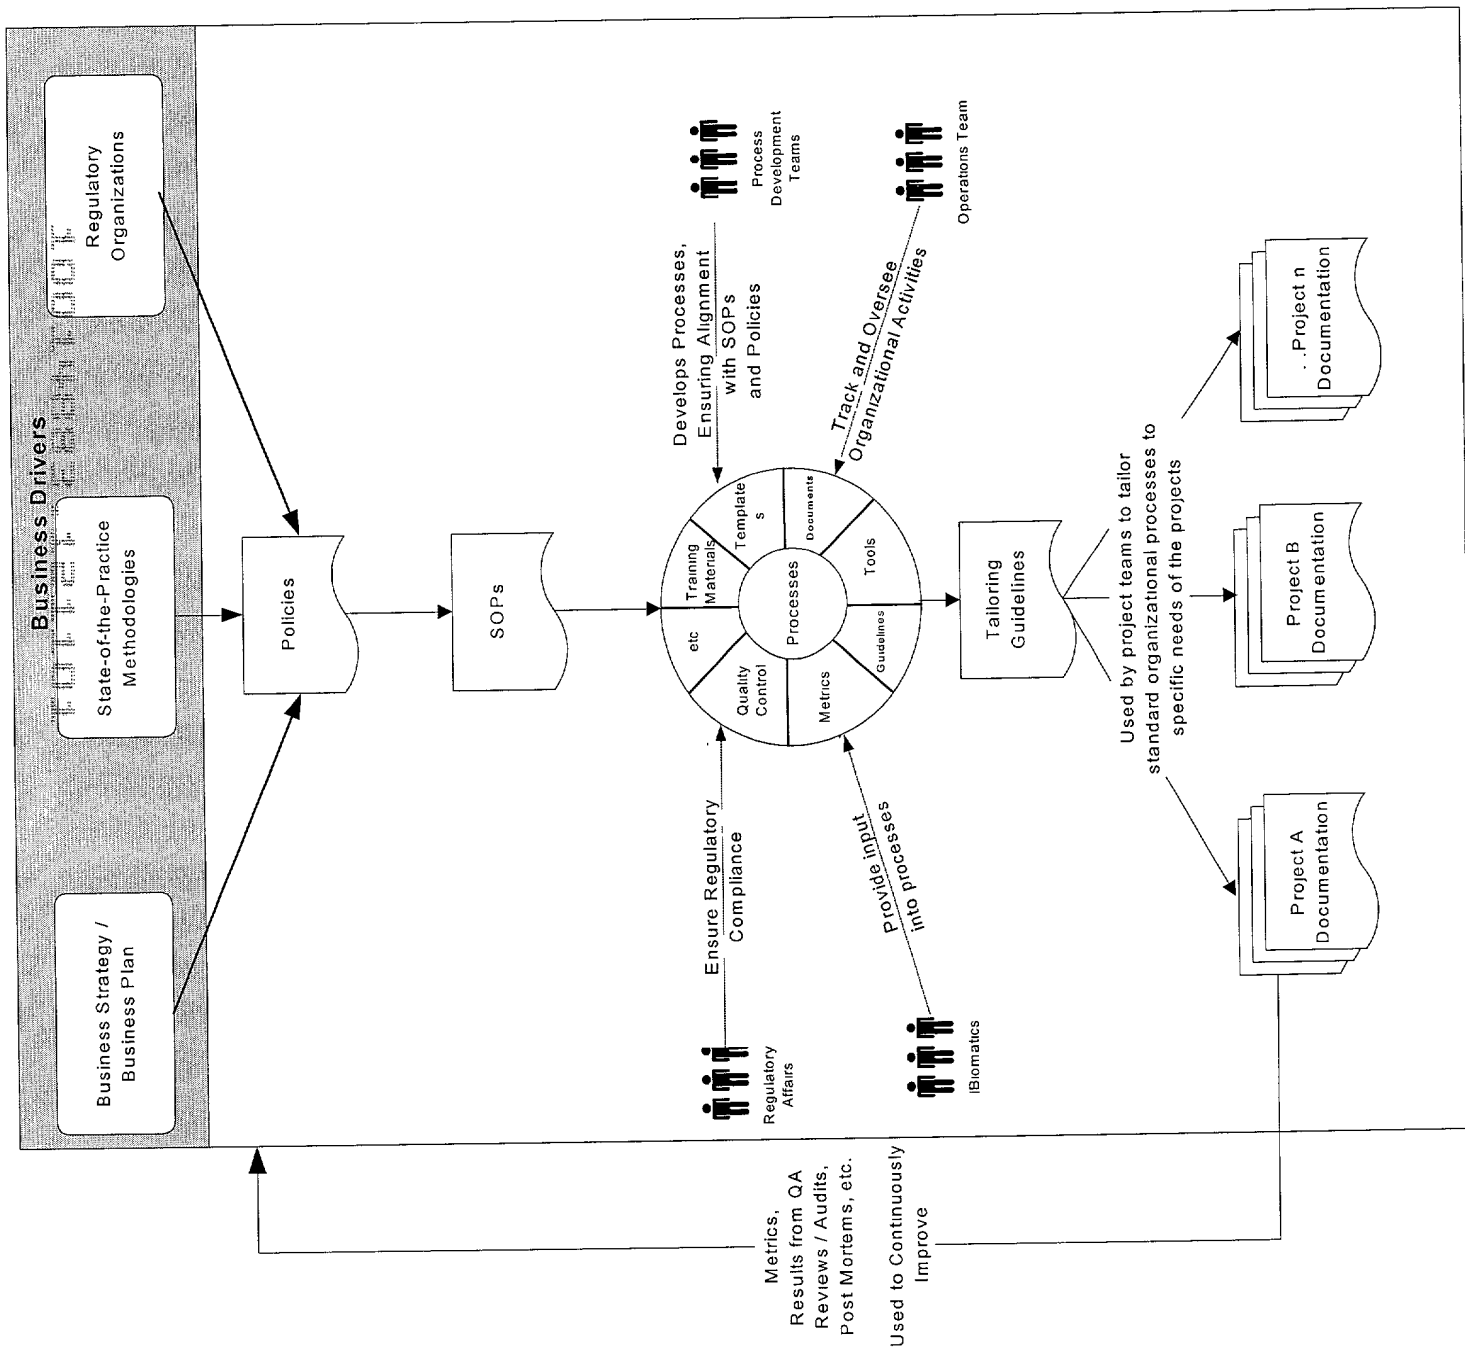 Business Drivers
Business Strategy /
Business Plan
State-of-the-Practice
Methodologies
Regulatory
Organizations
Policies
SOPs
Regulatory
Affairs
Ensure Regulatory
Compliance
Develops Processes,
Ensuring Alignment
with SOPs
and Policies
Process
Development
Teams
etc
Training
Materials
Template
s
Documents
Tools
Guidelines
Metrics
Quality
Control
Processes
IBiomatics
Provide input
into processes
Track and Oversee
Organizational Activities
Operations Team
Tailoring
Guidelines
Used by project teams to tailor
standard organizational processes to
specific needs of the projects
Project A
Documentation
Project B
Documentation
...Project n
Documentation
Metrics,
Results from QA
Reviews / Audits,
Post Mortems, etc.
Used to Continuously
Improve